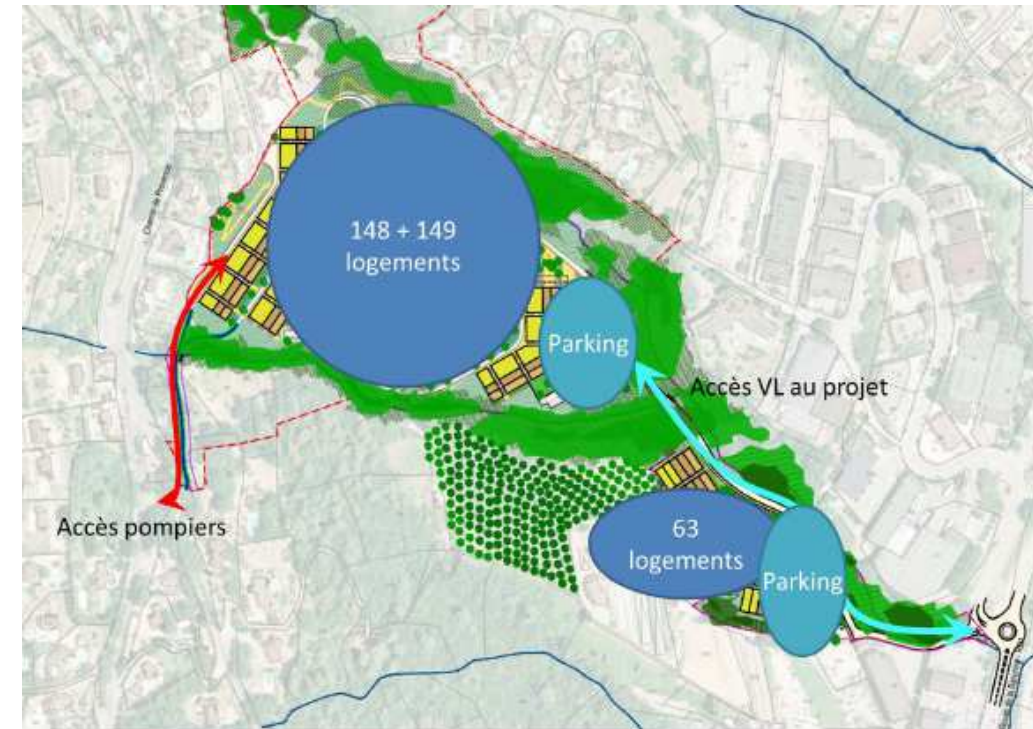 148 + 149
logements
Parking
Accès VL au projet
Accès pompiers
63
logements
Parking